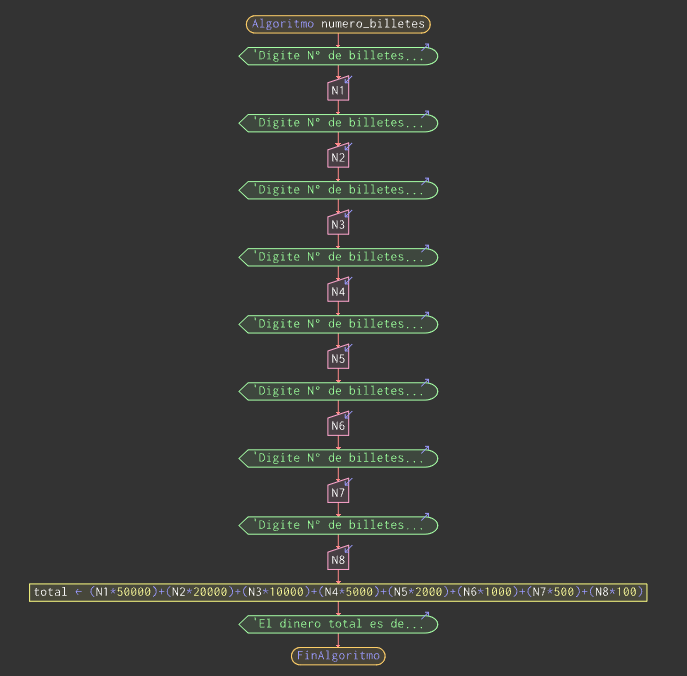 Algoritmo numero_billetes
'Digite N° de billetes...
N1
'Digite N° de billetes...
N2
'Digite N° de billetes...
N3
'Digite N° de billetes...
N4
'Digite N° de billetes...
N5
'Digite N° de billetes...
N6
'Digite N° de billetes...
N7
'Digite N° de billetes...
N8
total ← (N1*50000)+(N2*20000)+(N3*10000)+(N4*5000)+(N5*2000)+(N6*1000)+(N7*500)+(N8*100)
'El dinero total es de...
FinAlgoritmo